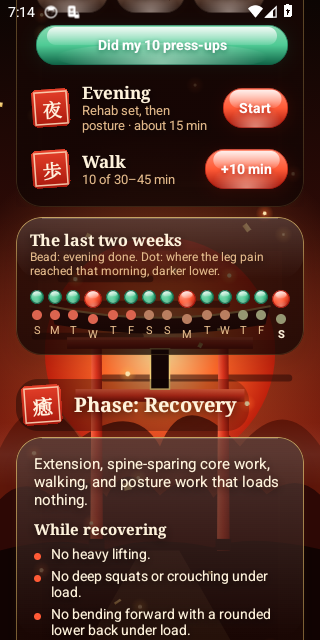 7:14
Did my 10 press-ups
夜
Evening
Rehab set, then
posture · about 15 min
Start
歩
Walk
10 of 30–45 min
+10 min
The last two weeks
Bead: evening done. Dot: where the leg pain
reached that morning, darker lower.
S M T W T F S S M T W T F S
癒
Phase: Recovery
Extension, spine-sparing core work,
walking, and posture work that loads
nothing.
While recovering
No heavy lifting.
No deep squats or crouching under
load.
No bending forward with a rounded
lower back under load.